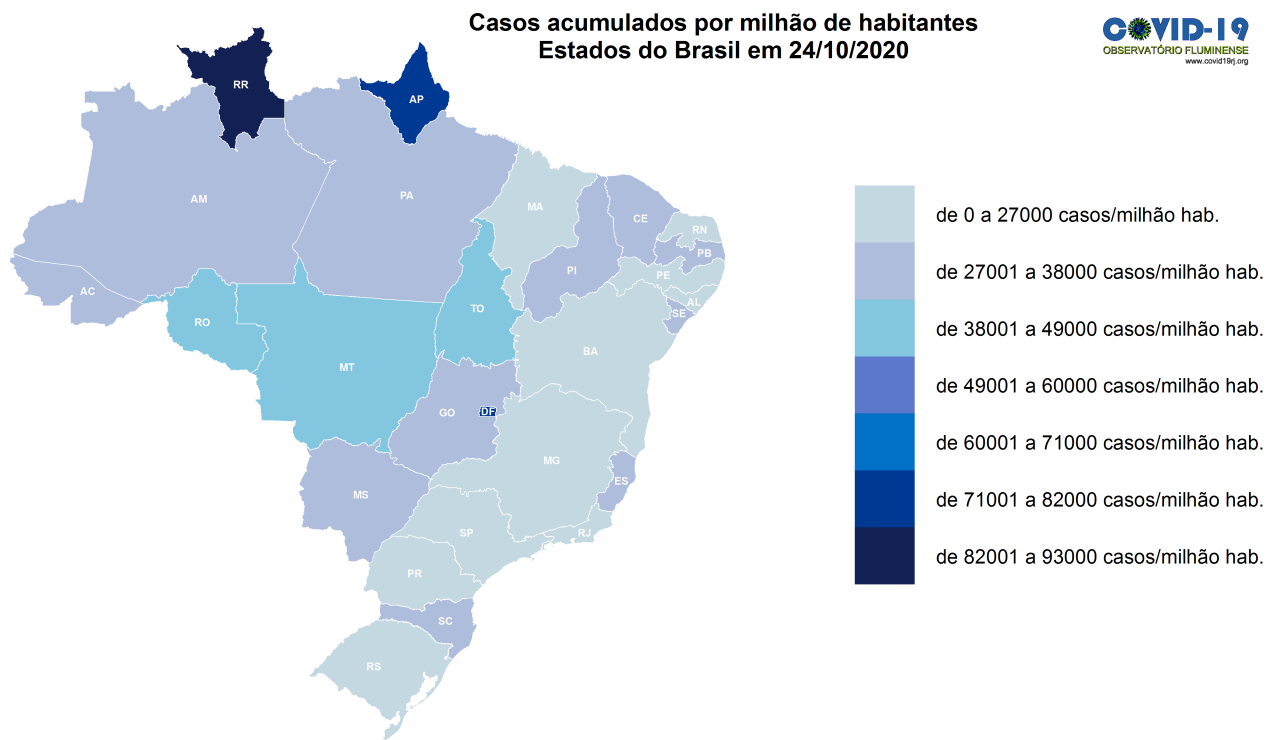 Casos acumulados por milhão de habitantes
Estados do Brasil em 24/10/2020
COVID-19
OBSERVATÓRIO FLUMINENSE
www.covid19rj.org
RR
AP
AM
PA
MA
CE
RN
PB
PI
PE
AC
AL
SE
RO
TO
BA
MT
GO
DF
MG
ES
MS
SP
RJ
PR
SC
RS
de 0 a 27000 casos/milhão hab.
de 27001 a 38000 casos/milhão hab.
de 38001 a 49000 casos/milhão hab.
de 49001 a 60000 casos/milhão hab.
de 60001 a 71000 casos/milhão hab.
de 71001 a 82000 casos/milhão hab.
de 82001 a 93000 casos/milhão hab.